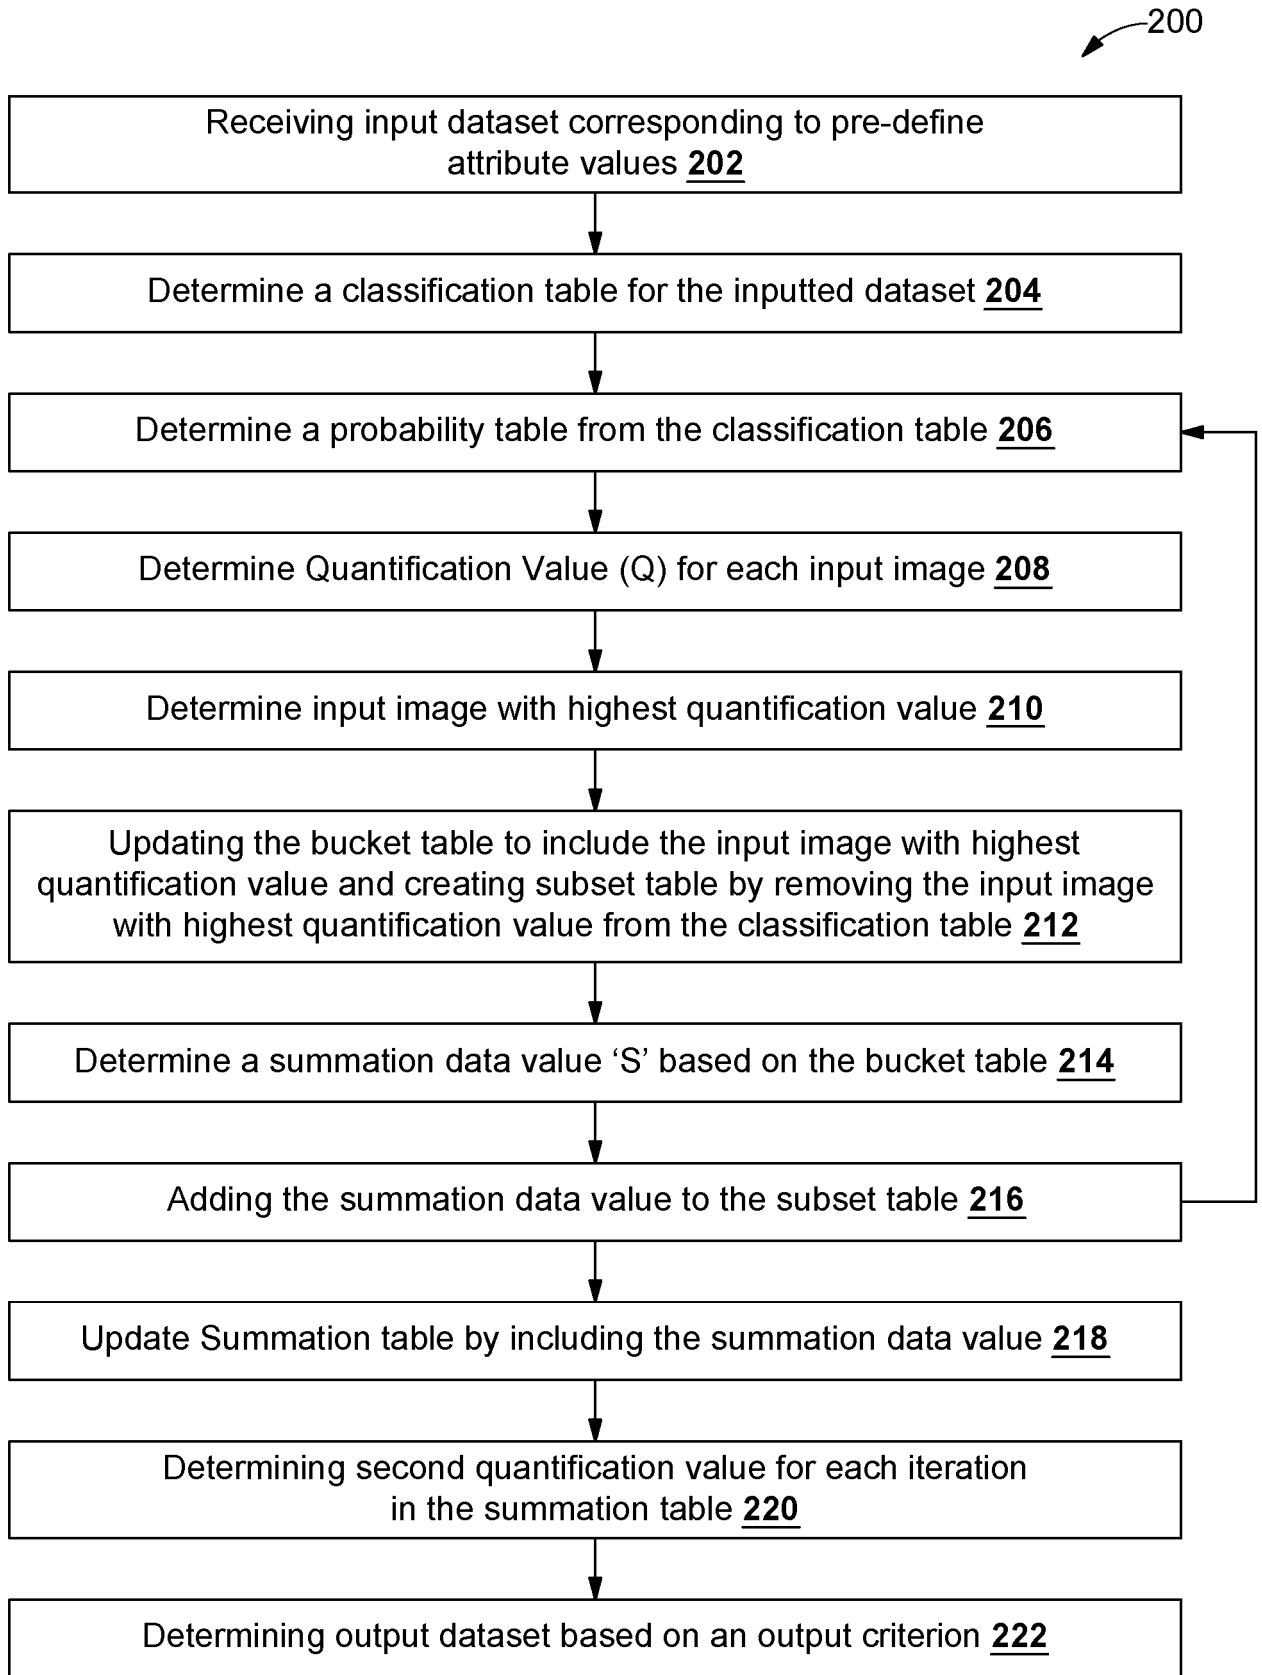 200
Receiving input dataset corresponding to pre-define
attribute values 202
Determine a classification table for the inputted dataset 204
Determine a probability table from the classification table 206
Determine Quantification Value (Q) for each input image 208
Determine input image with highest quantification value 210
Updating the bucket table to include the input image with highest
quantification value and creating subset table by removing the input image
with highest quantification value from the classification table 212
Determine a summation data value ‘S’ based on the bucket table 214
Adding the summation data value to the subset table 216
Update Summation table by including the summation data value 218
Determining second quantification value for each iteration
in the summation table 220
Determining output dataset based on an output criterion 222